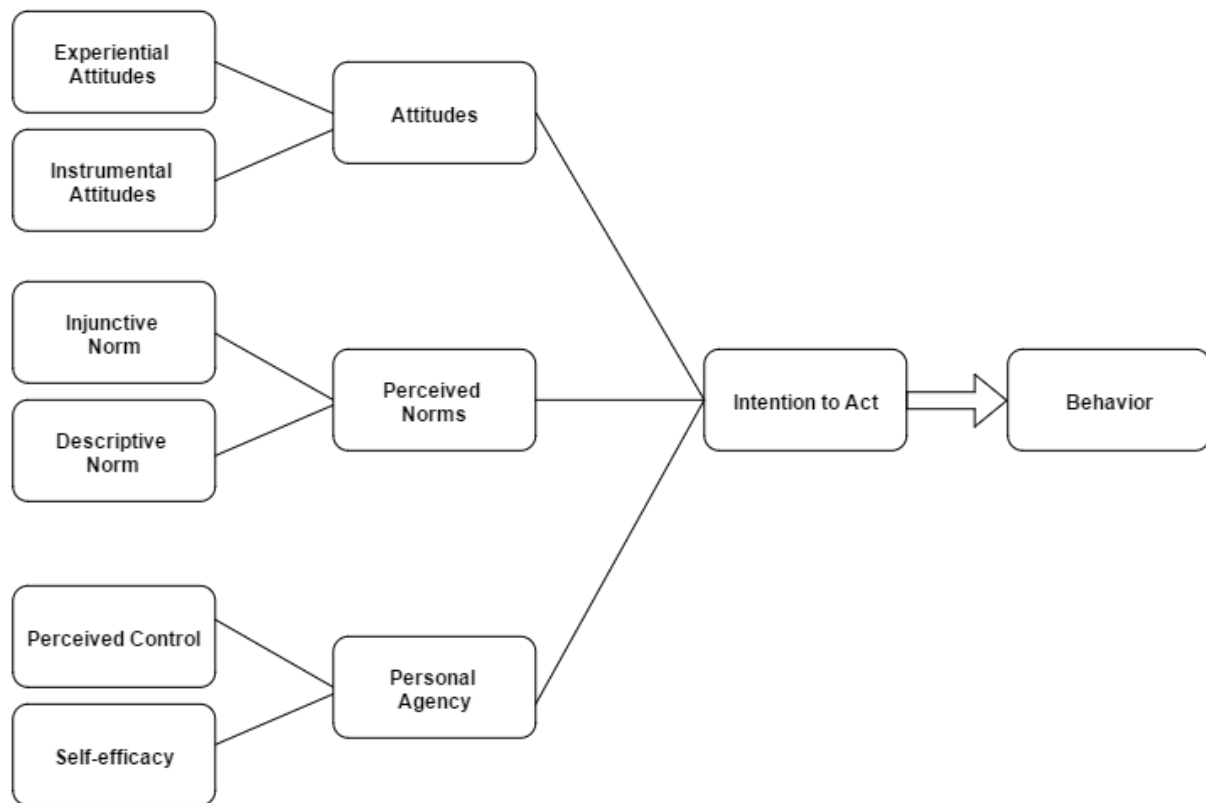 Experiential
Attitudes
Attitudes
Instrumental
Attitudes
Injunctive
Norm
Perceived
Norms
Intention to Act
Behavior
Descriptive
Norm
Perceived Control
Personal
Agency
Self-efficacy